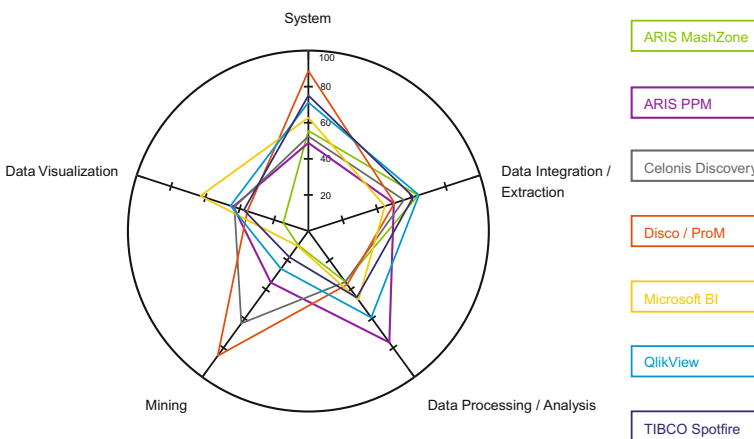 System
100
80
60
40
20
Data Visualization
Data Integration /
Extraction
Mining
Data Processing / Analysis
ARIS MashZone
ARIS PPM
Celonis Discovery
Disco / ProM
Microsoft BI
QlikView
TIBCO Spotfire